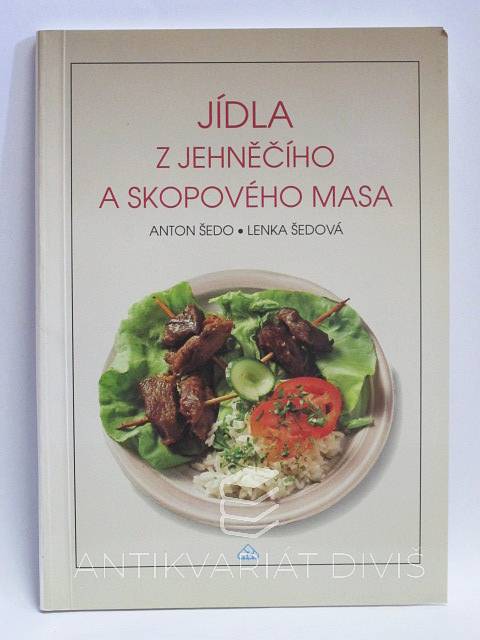 JÍDLA
Z JEHNĚČÍHO
A SKOPOVÉHO MASA
ANTON ŠEDO • LENKA ŠEDOVÁ
ANTIKVARIÁT DIVIŠ